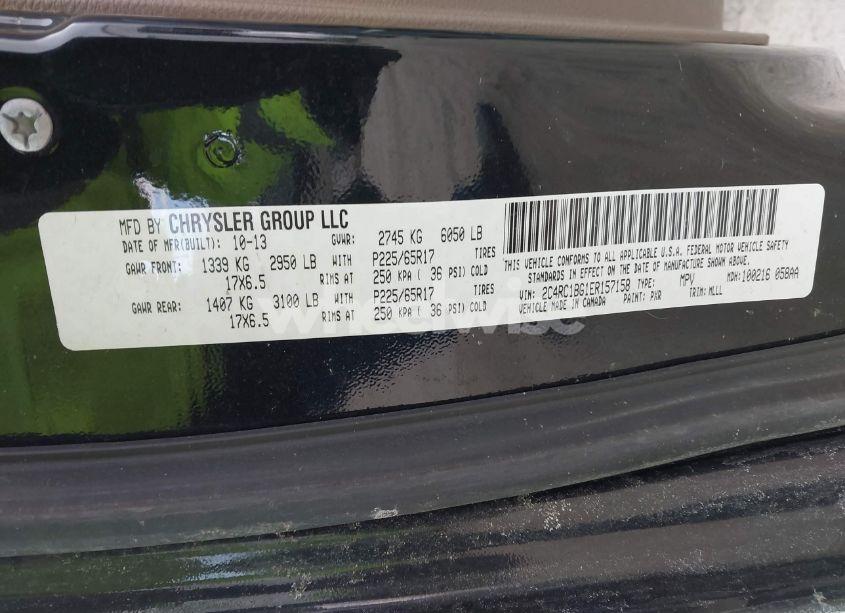 MFD BY CHRYSLER GROUP LLC
DATE OF MFR(BUILT): 10-13 GVWR: 2745 KG 6050 LB
GAWR FRONT: 1339 KG 2950 LB WITH P225/65R17 TIRES
17X6.5 RIMS AT 250 KPA ( 36 PSI) COLD
GAWR REAR: 1407 KG 3100 LB WITH P225/65R17 TIRES
17X6.5 RIMS AT 250 KPA ( 36 PSI) COLD
THIS VEHICLE CONFORMS TO ALL APPLICABLE U.S.A. FEDERAL MOTOR VEHICLE SAFETY
STANDARDS IN EFFECT ON THE DATE OF MANUFACTURE SHOWN ABOVE.
VIN: 2C4RC1BG1ER157158 TYPE: MPV MDH:100216 05BAA
VEHICLE MADE IN CANADA PAINT: PXR TRIM: MLLL